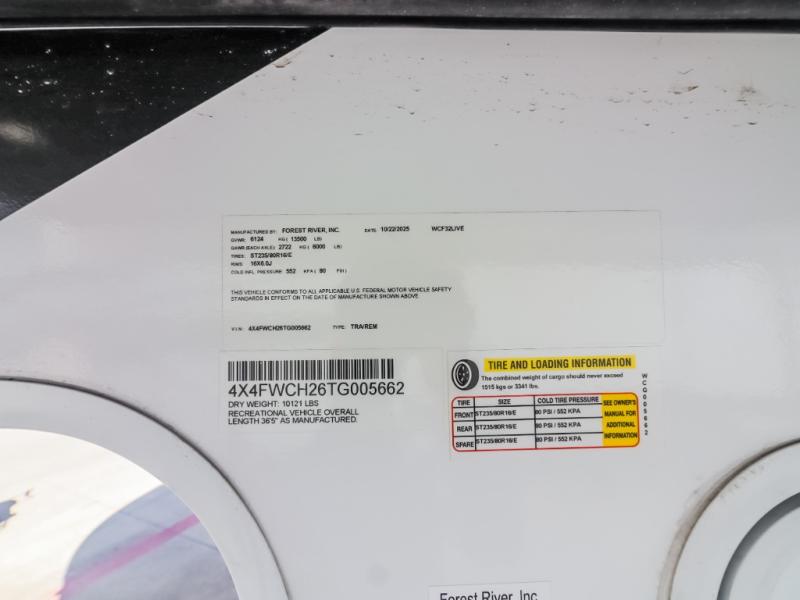 MANUFACTURED BY: FOREST RIVER, INC. DATE: 10/22/2025 WCF32LIVE
GVWR: 6124 KG ( 13500 LB)
GAWR (EACH AXLE): 2722 KG ( 6000 LB)
TIRES: ST235/80R16/E
RIMS: 16X6.0J
COLD INFL. PRESSURE: 552 KPA ( 80 PSI)
THIS VEHICLE CONFORMS TO ALL APPLICABLE U.S. FEDERAL MOTOR VEHICLE SAFETY
STANDARDS IN EFFECT ON THE DATE OF MANUFACTURE SHOWN ABOVE.
V.I.N: 4X4FWCH26TG005662 TYPE: TRA/REM
4X4FWCH26TG005662
DRY WEIGHT: 10121 LBS
RECREATIONAL VEHICLE OVERALL
LENGTH 36'5" AS MANUFACTURED.
TIRE AND LOADING INFORMATION
The combined weight of cargo should never exceed
1515 kgs or 3341 lbs.
TIRE SIZE COLD TIRE PRESSURE
FRONT ST235/80R16/E 80 PSI / 552 KPA
REAR ST235/80R16/E 80 PSI / 552 KPA
SPARE ST235/80R16/E 80 PSI / 552 KPA
SEE OWNER'S
MANUAL FOR
ADDITIONAL
INFORMATION
WCG005662
Forest River, Inc.